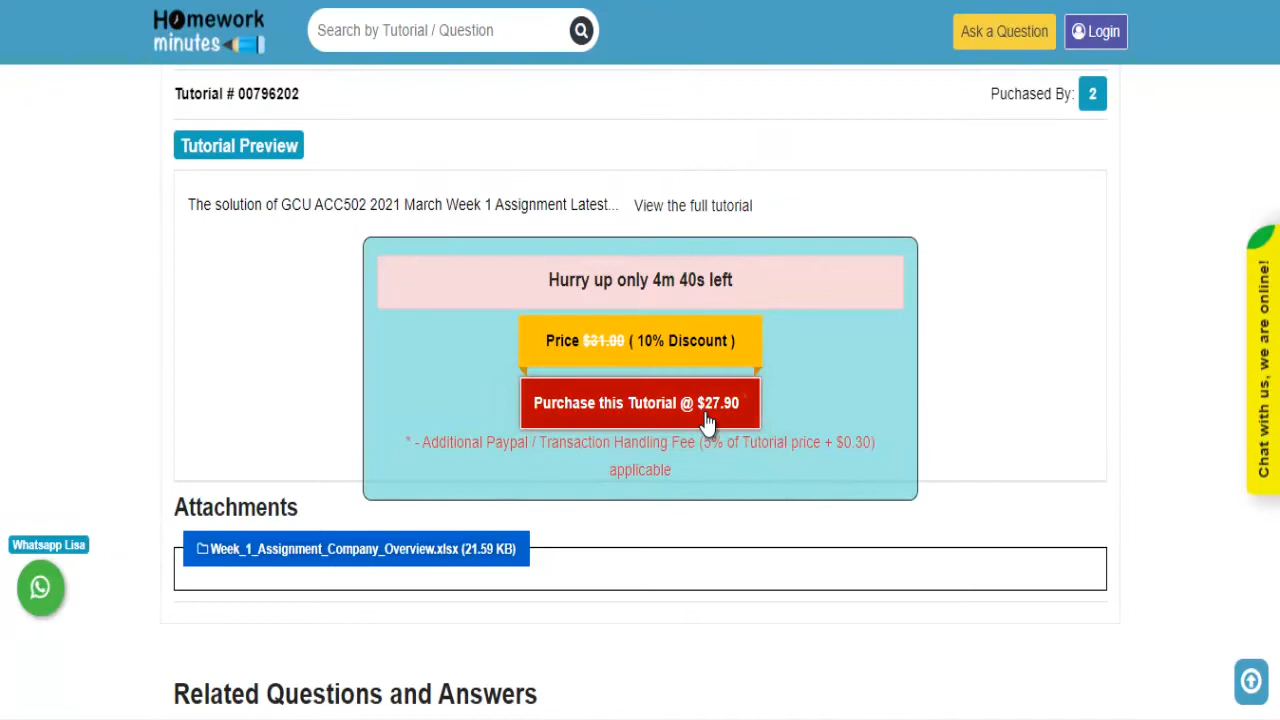 Homework
minutes
Search by Tutorial / Question
Ask a Question
Login
Tutorial # 00796202
Puchased By: 2
Tutorial Preview
The solution of GCU ACC502 2021 March Week 1 Assignment Latest... View the full tutorial
Hurry up only 4m 40s left
Price $31.00 ( 10% Discount )
Purchase this Tutorial @ $27.90 *
* - Additional Paypal / Transaction Handling Fee (5% of Tutorial price + $0.30)
applicable
Chat with us, we are online!
Attachments
Week_1_Assignment_Company_Overview.xlsx (21.59 KB)
Whatsapp Lisa
Related Questions and Answers